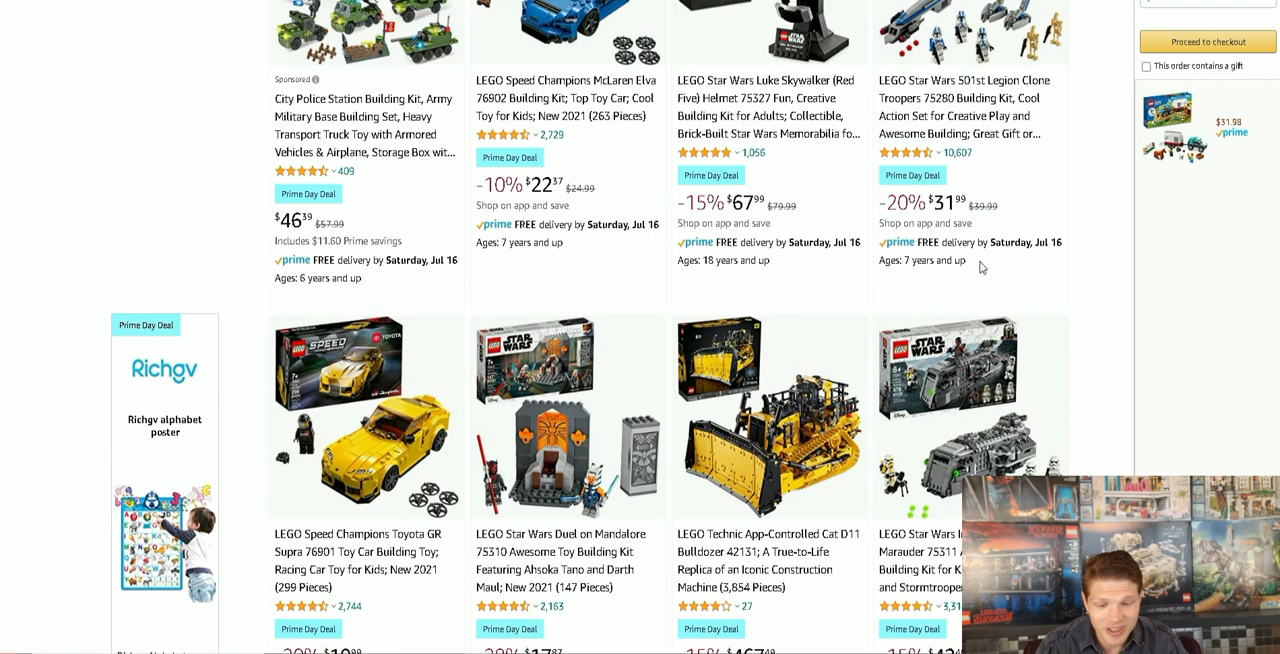 Proceed to checkout
This order contains a gift
$31.98
prime
Sponsored
City Police Station Building Kit, Army
Military Base Building Set, Heavy
Transport Truck Toy with Armored
Vehicles & Airplane, Storage Box wit...
409
Prime Day Deal
$46 39 $57.99
Includes $11.60 Prime savings
prime FREE delivery by Saturday, Jul 16
Ages: 6 years and up
LEGO Speed Champions McLaren Elva
76902 Building Kit; Top Toy Car; Cool
Toy for Kids; New 2021 (263 Pieces)
2,729
Prime Day Deal
-10% $22 37 $24.99
Shop on app and save
prime FREE delivery by Saturday, Jul 16
Ages: 7 years and up
STAR WARS
LEGO Star Wars Luke Skywalker (Red
Five) Helmet 75327 Fun, Creative
Building Kit for Adults; Collectible,
Brick-Built Star Wars Memorabilia fo...
1,056
Prime Day Deal
-15% $67 99 $79.99
Shop on app and save
prime FREE delivery by Saturday, Jul 16
Ages: 18 years and up
LEGO Star Wars 501st Legion Clone
Troopers 75280 Building Kit, Cool
Action Set for Creative Play and
Awesome Building; Great Gift or...
10,607
Prime Day Deal
-20% $31 99 $39.99
Shop on app and save
prime FREE delivery by Saturday, Jul 16
Ages: 7 years and up
Prime Day Deal
Richgv
Richgv alphabet
poster
LEGO SPEED CHAMPIONS TOYOTA
LEGO Speed Champions Toyota GR
Supra 76901 Toy Car Building Toy;
Racing Car Toy for Kids; New 2021
(299 Pieces)
2,744
Prime Day Deal
LEGO STAR WARS
LEGO Star Wars Duel on Mandalore
75310 Awesome Toy Building Kit
Featuring Ahsoka Tano and Darth
Maul; New 2021 (147 Pieces)
2,163
Prime Day Deal
LEGO Technic App-Controlled Cat D11
Bulldozer 42131; A True-to-Life
Replica of an Iconic Construction
Machine (3,854 Pieces)
27
Prime Day Deal
LEGO STAR WARS
LEGO Star Wars I
Marauder 75311
Building Kit for K
and Stormtroope
3,31
Prime Day Deal